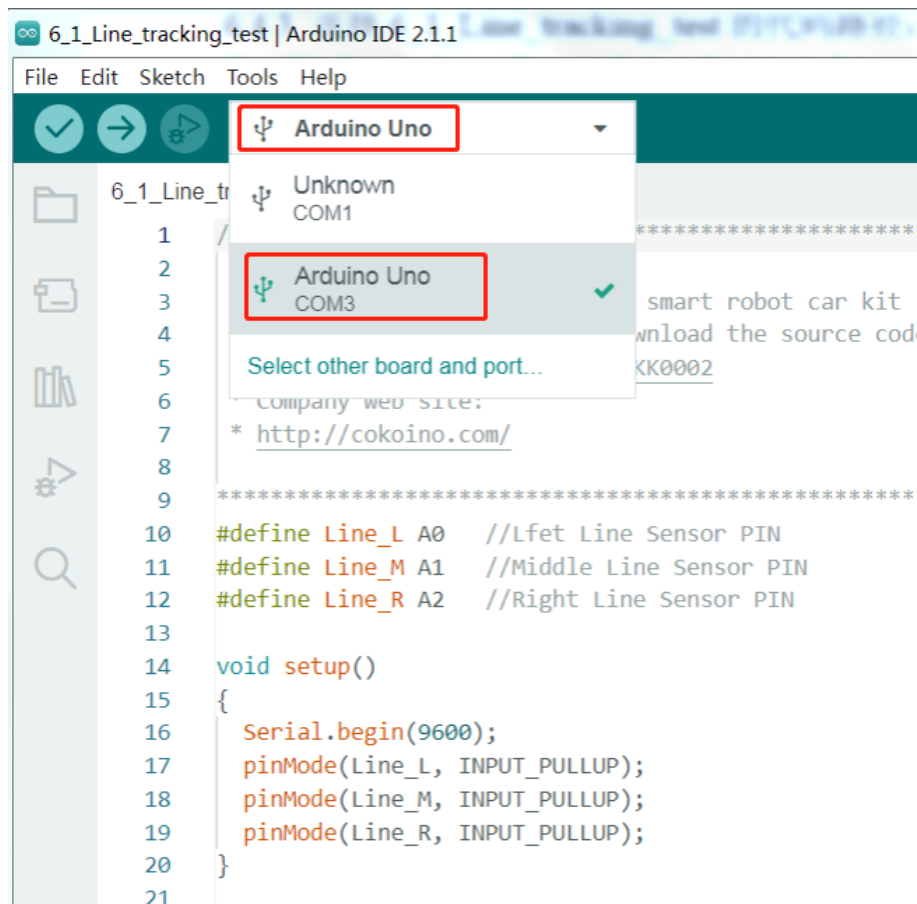 6_1_Line_tracking_test | Arduino IDE 2.1.1
File Edit Sketch Tools Help
Arduino Uno
6_1_Line_tr
Unknown
COM1
Arduino Uno
COM3
Select other board and port...
1 / *********************
2
3 smart robot car kit
4 wnload the source code
5 KK0002
6 * Company web site:
7 * http://cokoino.com/
8
9 ****************************************************
10 #define Line_L A0 //Lfet Line Sensor PIN
11 #define Line_M A1 //Middle Line Sensor PIN
12 #define Line_R A2 //Right Line Sensor PIN
13
14 void setup()
15 {
16 Serial.begin(9600);
17 pinMode(Line_L, INPUT_PULLUP);
18 pinMode(Line_M, INPUT_PULLUP);
19 pinMode(Line_R, INPUT_PULLUP);
20 }
21